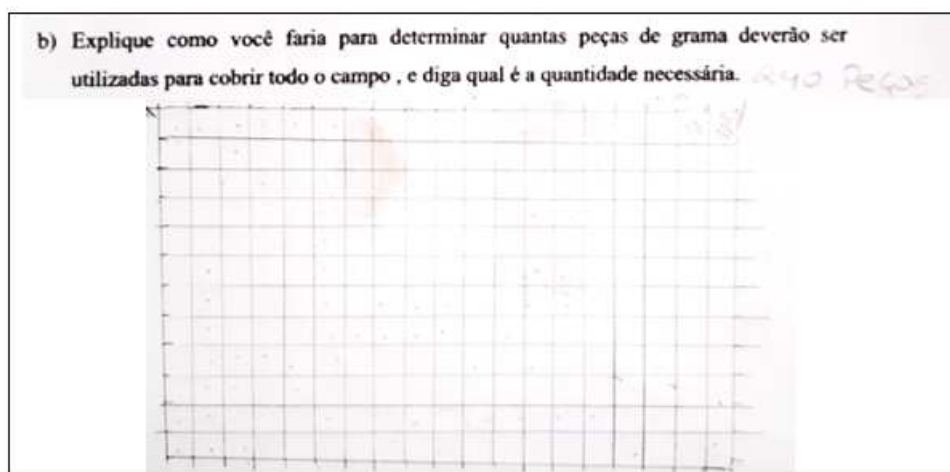 b) Explique como você faria para determinar quantas peças de grama deverão ser
utilizadas para cobrir todo o campo , e diga qual é a quantidade necessária. 240 Peças